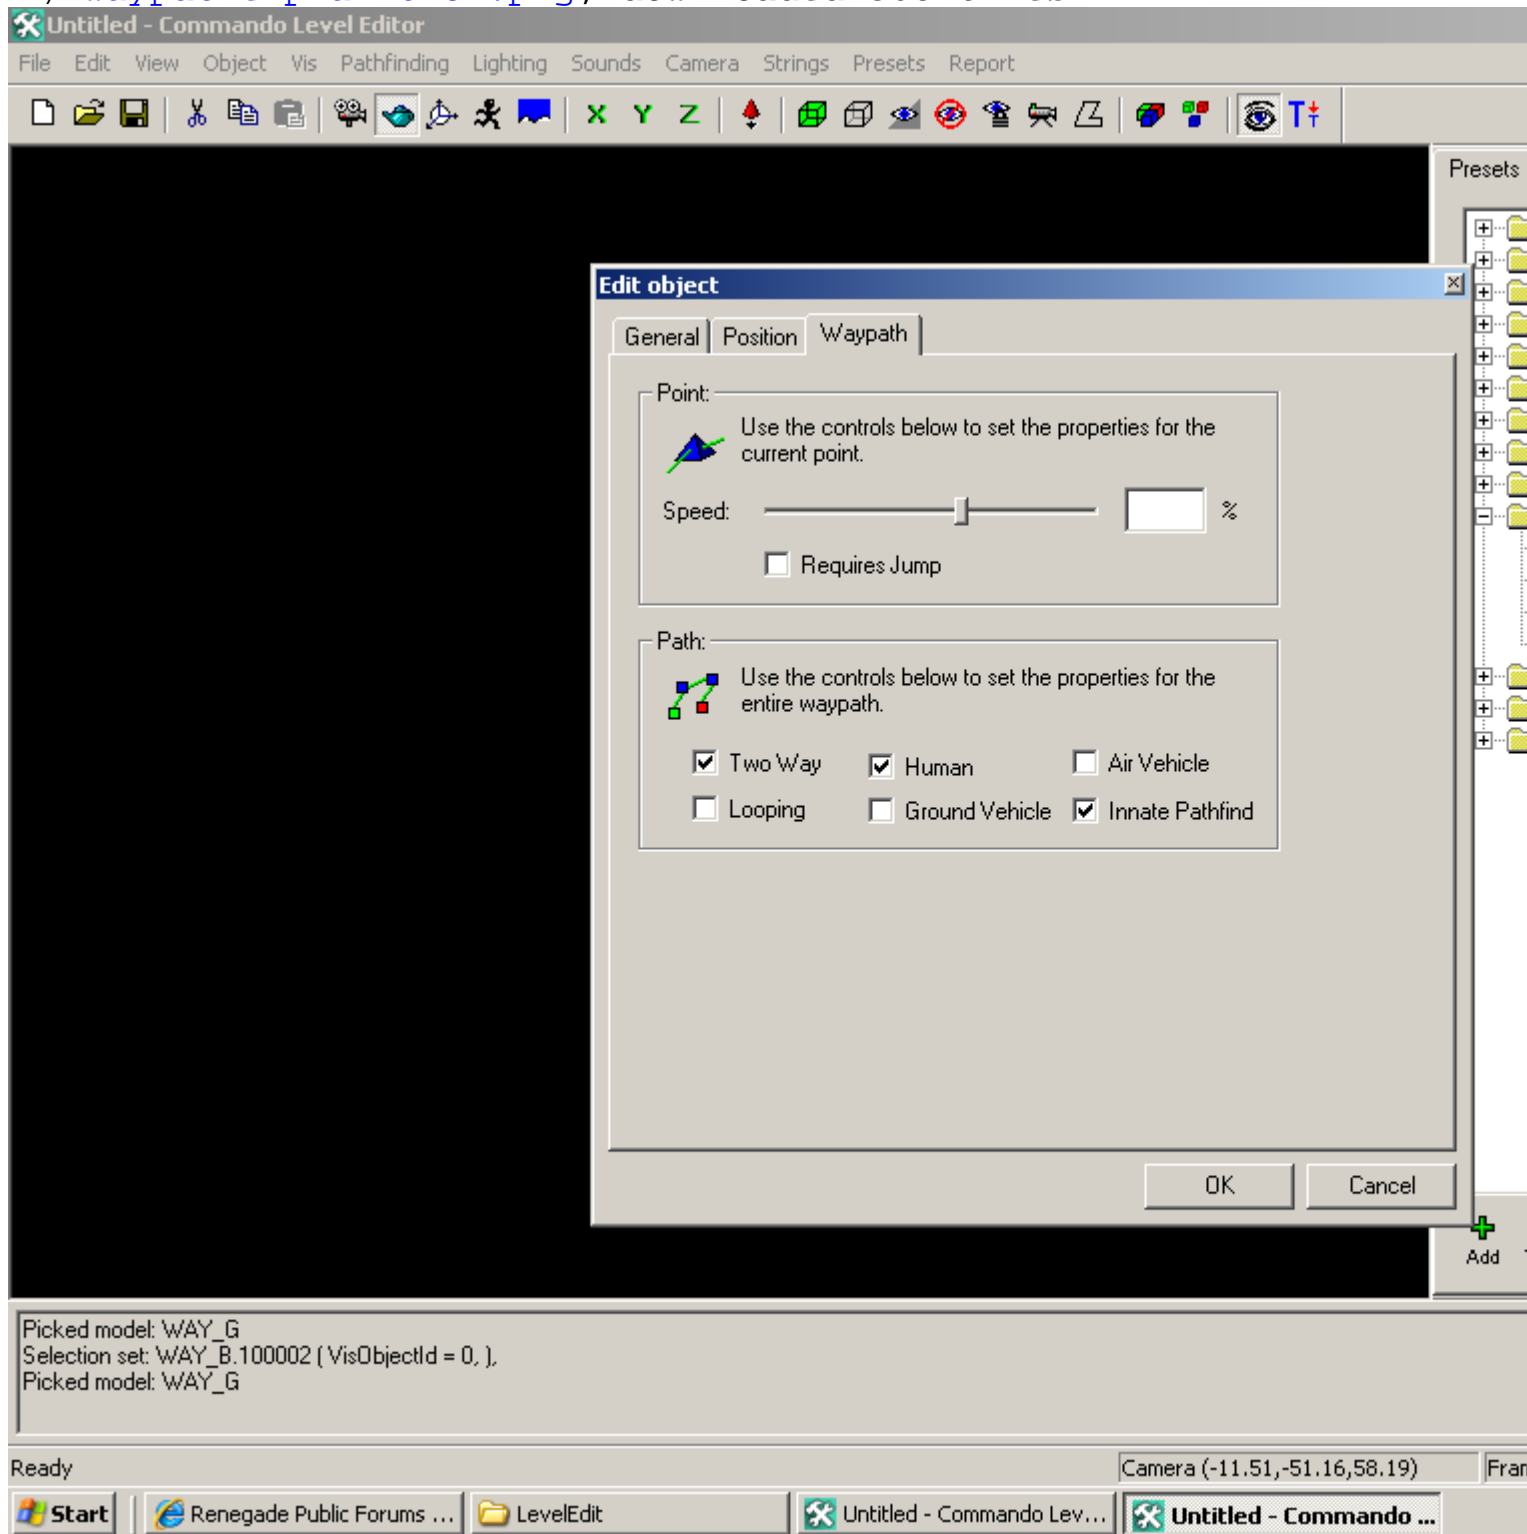 Untitled - Commando Level Editor
File Edit View Object Vis Pathfinding Lighting Sounds Camera Strings Presets Report
X Y Z T
Presets
Edit object
General Position Waypath
Point:
Use the controls below to set the properties for the
current point.
Speed: %
Requires Jump
Path:
Use the controls below to set the properties for the
entire waypath.
Two Way Human Air Vehicle
Looping Ground Vehicle Innate Pathfind
OK Cancel
Add
Picked model: WAY_G
Selection set: WAY_B.100002 ( VisObjectId = 0, ),
Picked model: WAY_G
Ready Camera (-11.51,-51.16,58.19) Fran
Start Renegade Public Forums ... LevelEdit Untitled - Commando Lev... Untitled - Commando ...